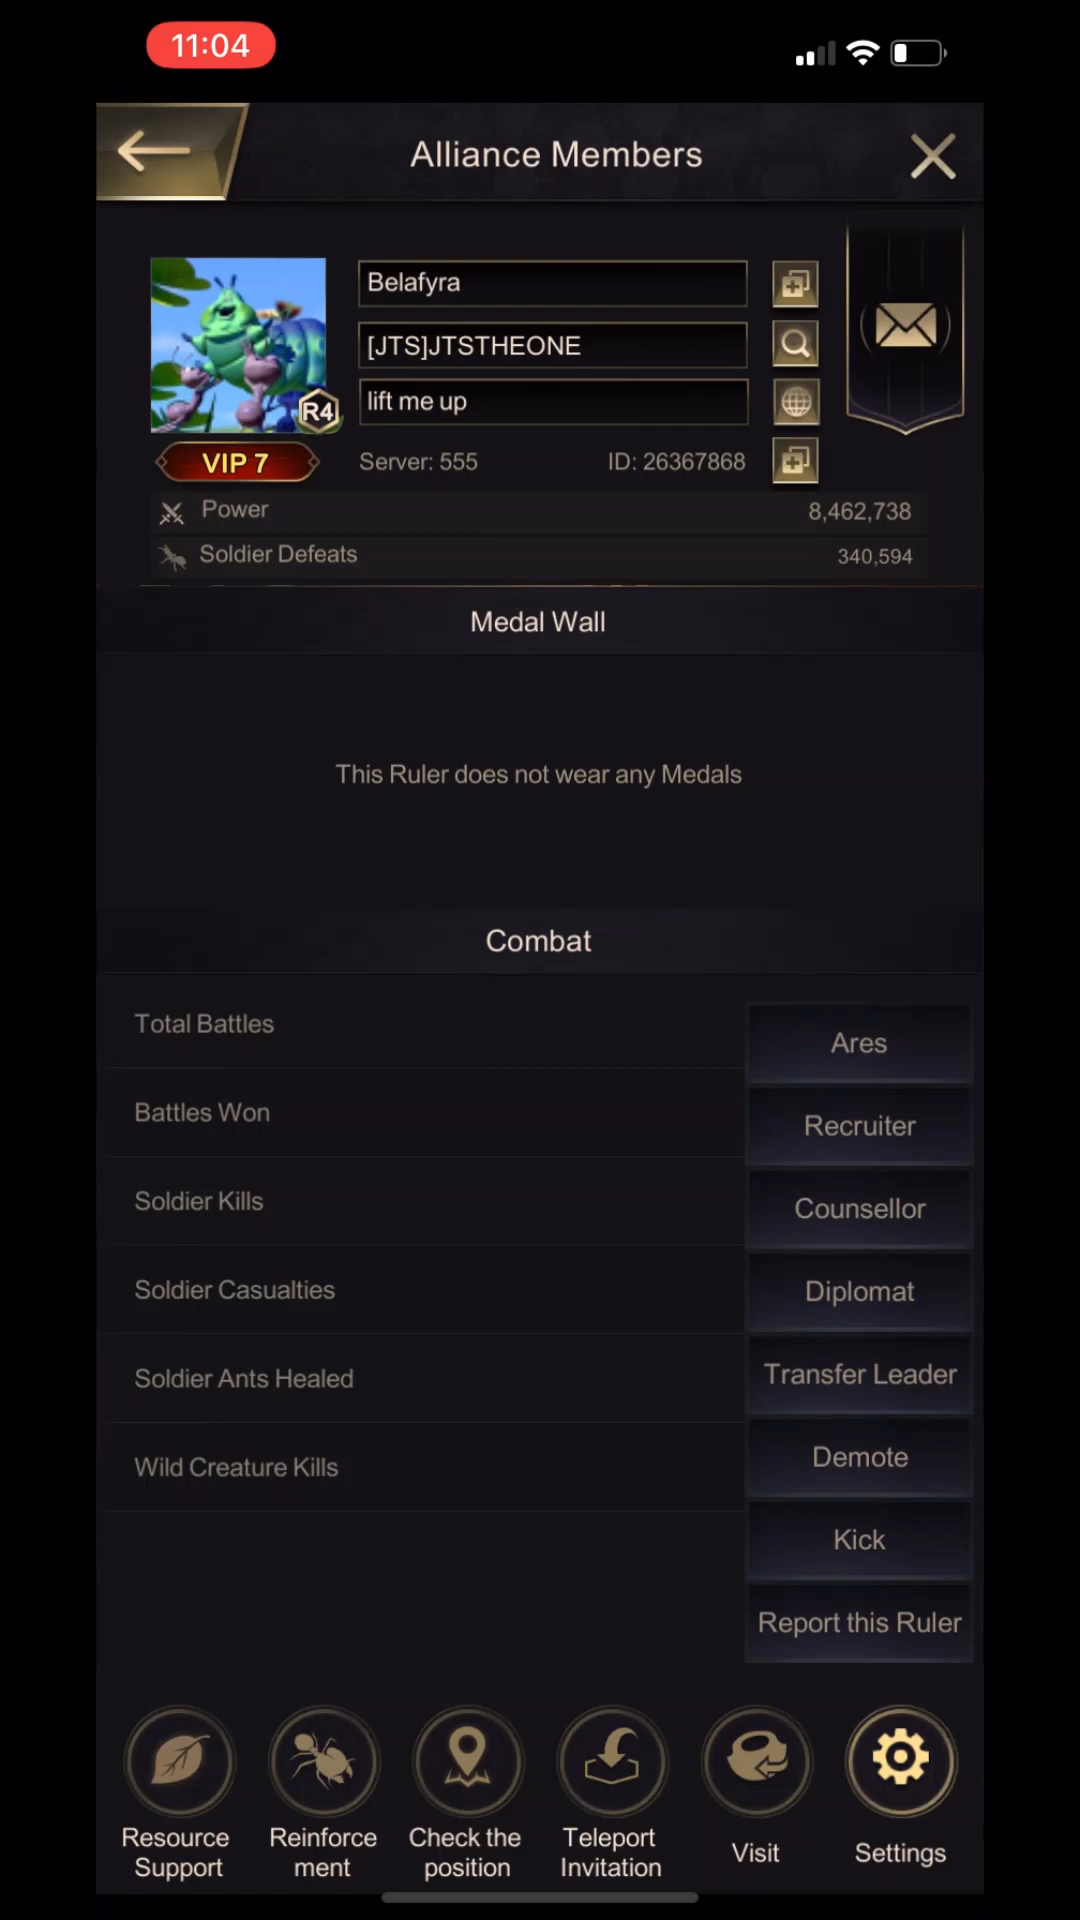 11:04
Alliance Members
Belafyra
[JTS]JTSTHEONE
lift me up
R4
VIP 7
Server: 555
ID: 26367868
Power
8,462,738
Soldier Defeats
340,594
Medal Wall
This Ruler does not wear any Medals
Combat
Total Battles
Battles Won
Soldier Kills
Soldier Casualties
Soldier Ants Healed
Wild Creature Kills
Ares
Recruiter
Counsellor
Diplomat
Transfer Leader
Demote
Kick
Report this Ruler
Resource
Support
Reinforce
ment
Check the
position
Teleport
Invitation
Visit
Settings